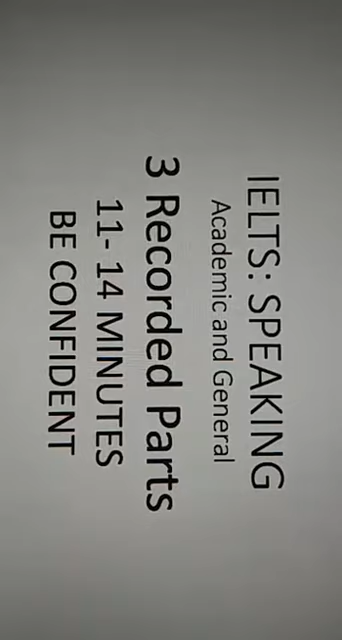 IELTS: SPEAKING
Academic and General
3 Recorded Parts
11- 14 MINUTES
BE CONFIDENT